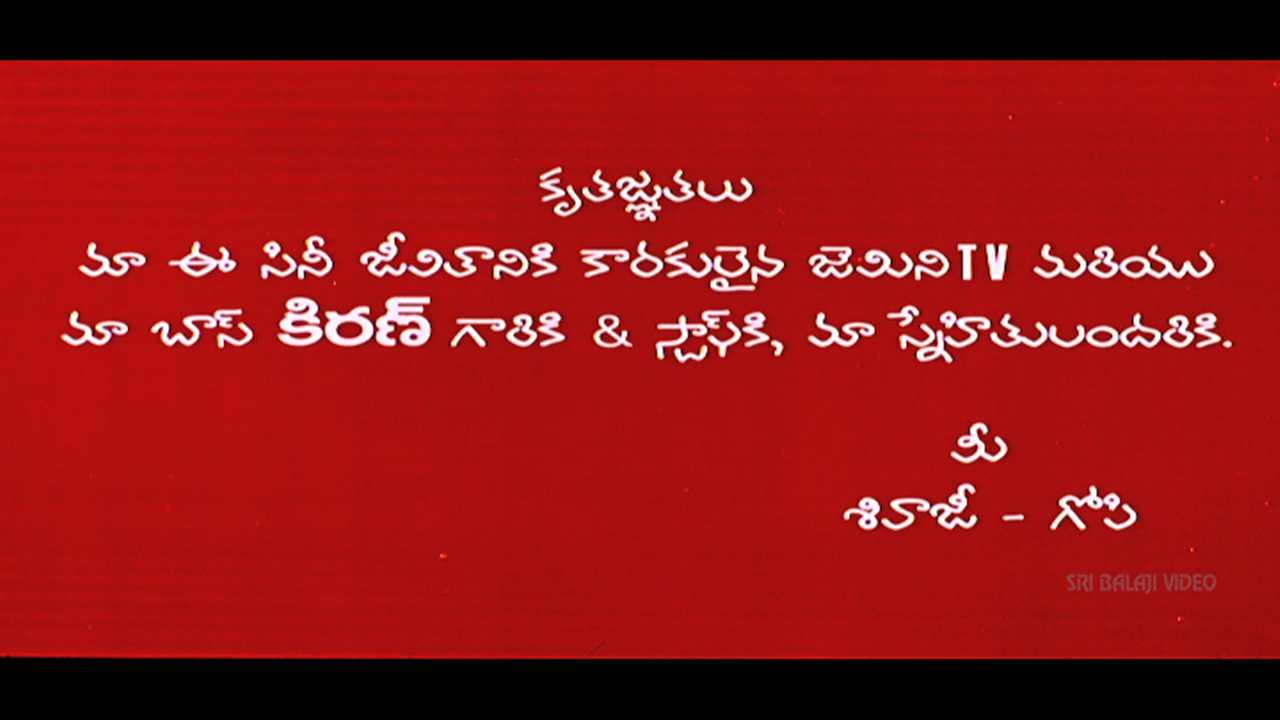 కృతజ్ఞతలు
మా ఈ సినీ జీవితానికి కారకులైన జెమిని TV మరియు
మా బాస్ కిరణ్ గారికి & స్టాఫ్‌కి, మా స్నేహితులందరికి.
మీ
శివాజీ - గోపి
SRI BALAJI VIDEO